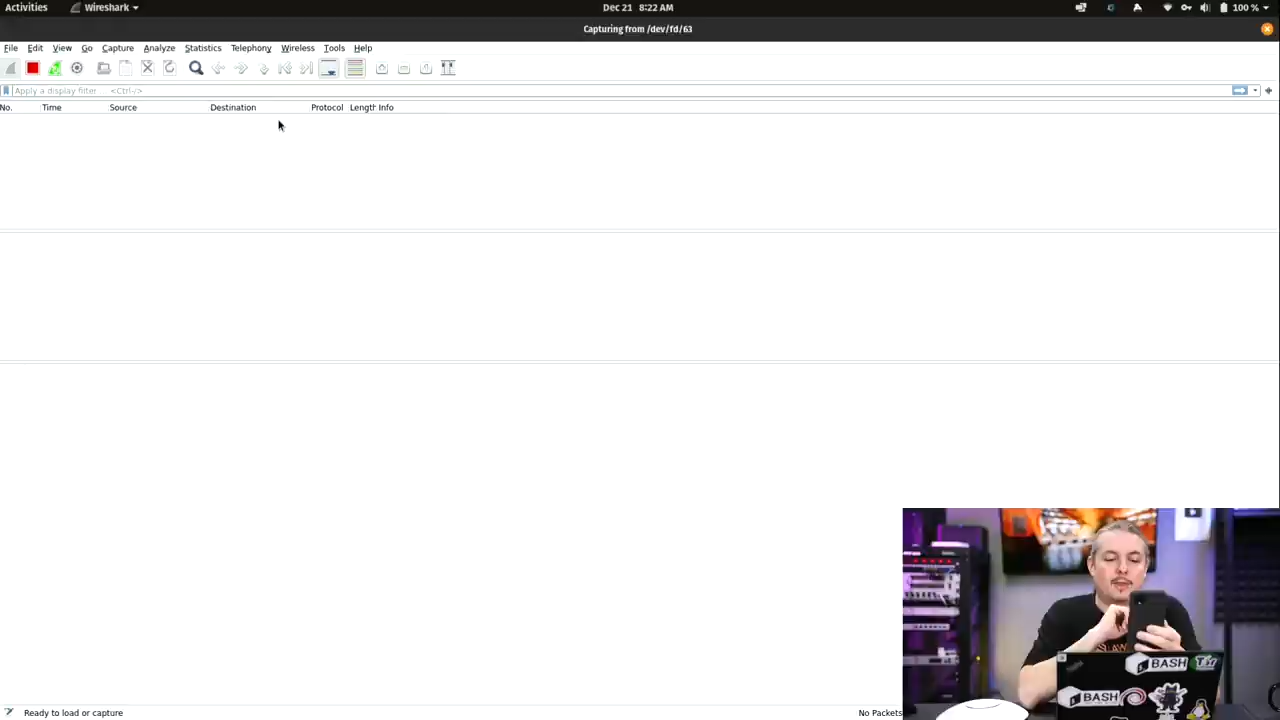 Activities Wireshark Dec 21 8:22 AM 100 %
Capturing from /dev/fd/63
File Edit View Go Capture Analyze Statistics Telephony Wireless Tools Help
Apply a display filter ... <Ctrl-/>
No. Time Source Destination Protocol Length Info
BASH
BASH
Ready to load or capture No Packets